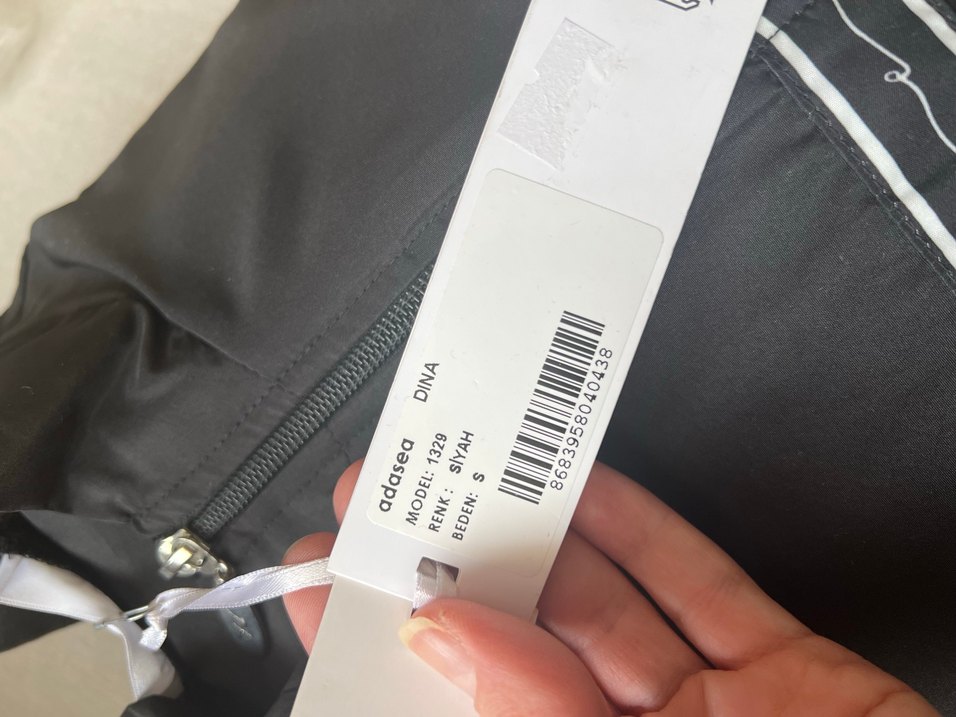 adasea DINA
MODEL: 1329
RENK: SİYAH
BEDEN: S
8683958040438